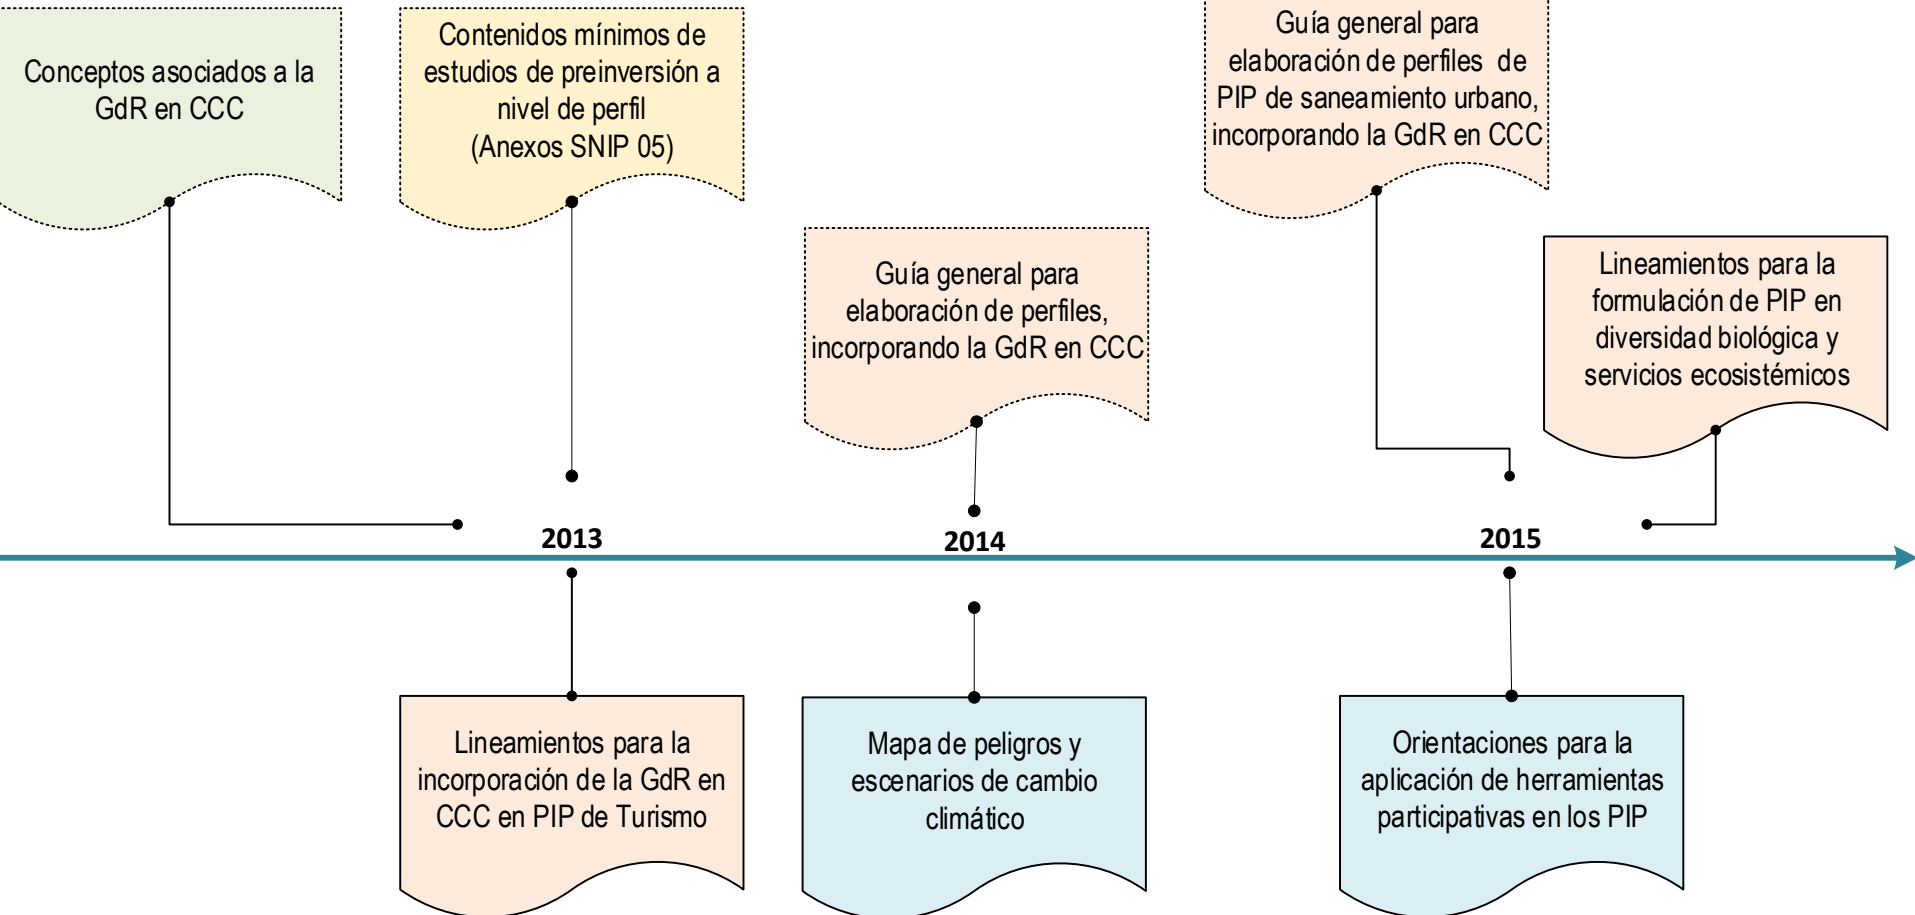 Conceptos asociados a la
GdR en CCC
Contenidos mínimos de
estudios de preinversión a
nivel de perfil
(Anexos SNIP 05)
Guía general para
elaboración de perfiles, 
incorporando la GdR en CCC
Guía general para
elaboración de perfiles de
PIP de saneamiento urbano,
incorporando la GdR en CCC
Lineamientos para la
formulación de PIP en
diversidad biológica y
servicios ecosistémicos
2013
2014
2015
Lineamientos para la
incorporación de la GdR en
CCC en PIP de Turismo
Mapa de peligros y
escenarios de cambio
climático
Orientaciones para la
aplicación de herramientas
participativas en los PIP